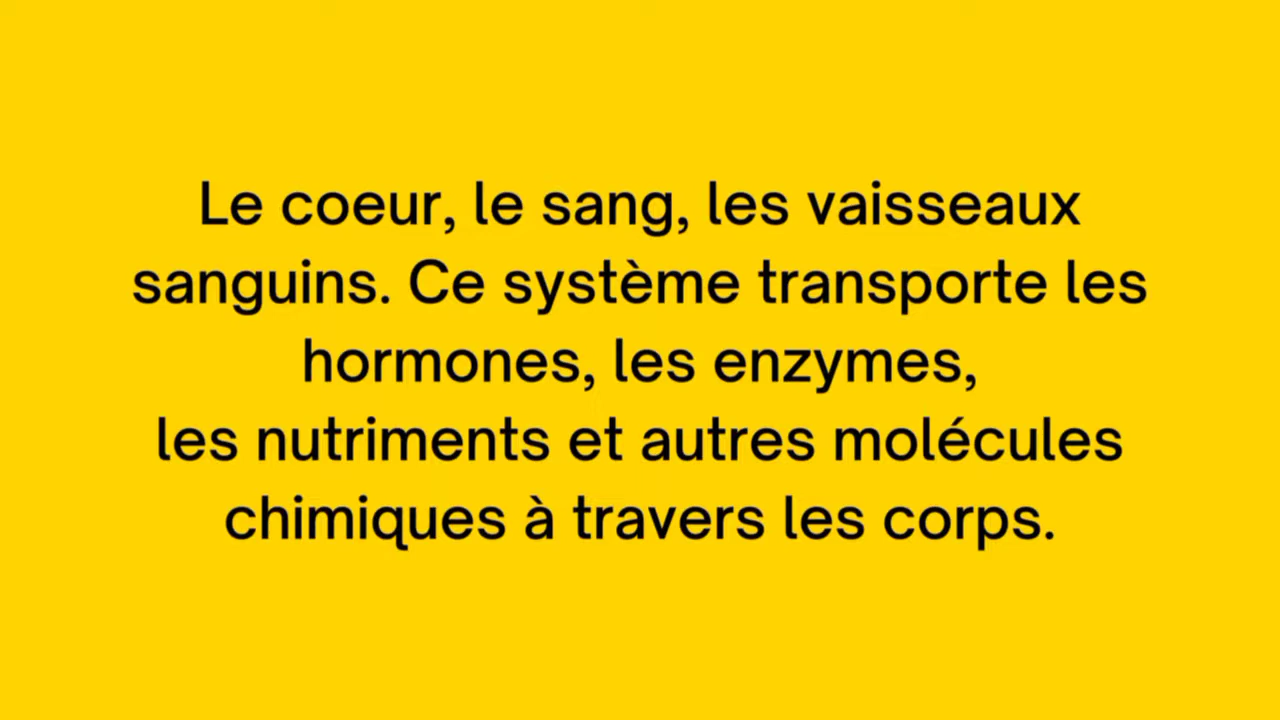 Le coeur, le sang, les vaisseaux
sanguins. Ce système transporte les
hormones, les enzymes,
les nutriments et autres molécules
chimiques à travers les corps.